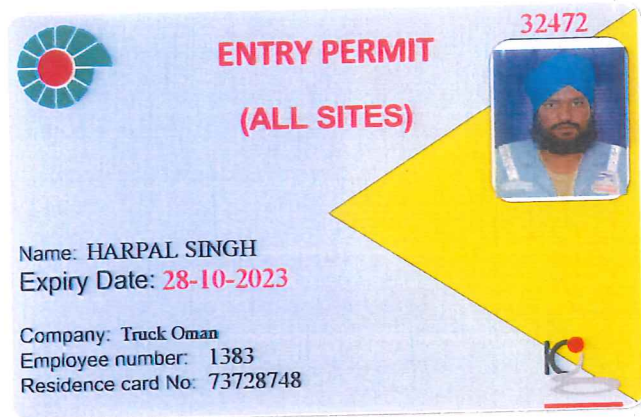 32472
ENTRY PERMIT
(ALL SITES)
Name: HARPAL SINGH
Expiry Date: 28-10-2023
Company: Truck Oman
Employee number: 1383
Residence card No: 73728748